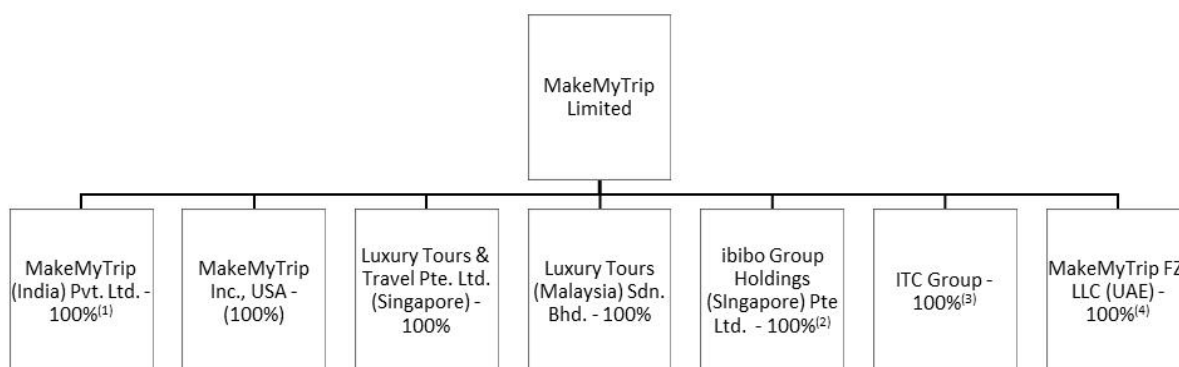 MakeMyTrip
Limited
MakeMyTrip
(India) Pvt. Ltd. -
100%(1)
MakeMyTrip
Inc., USA -
(100%)
Luxury Tours &
Travel Pte. Ltd.
(Singapore) -
100%
Luxury Tours
(Malaysia) Sdn.
Bhd. - 100%
ibibo Group
Holdings
(SIngapore) Pte
Ltd.  - 100%(2)
ITC Group -
100%(3)
MakeMyTrip FZ
LLC (UAE) -
100%(4)